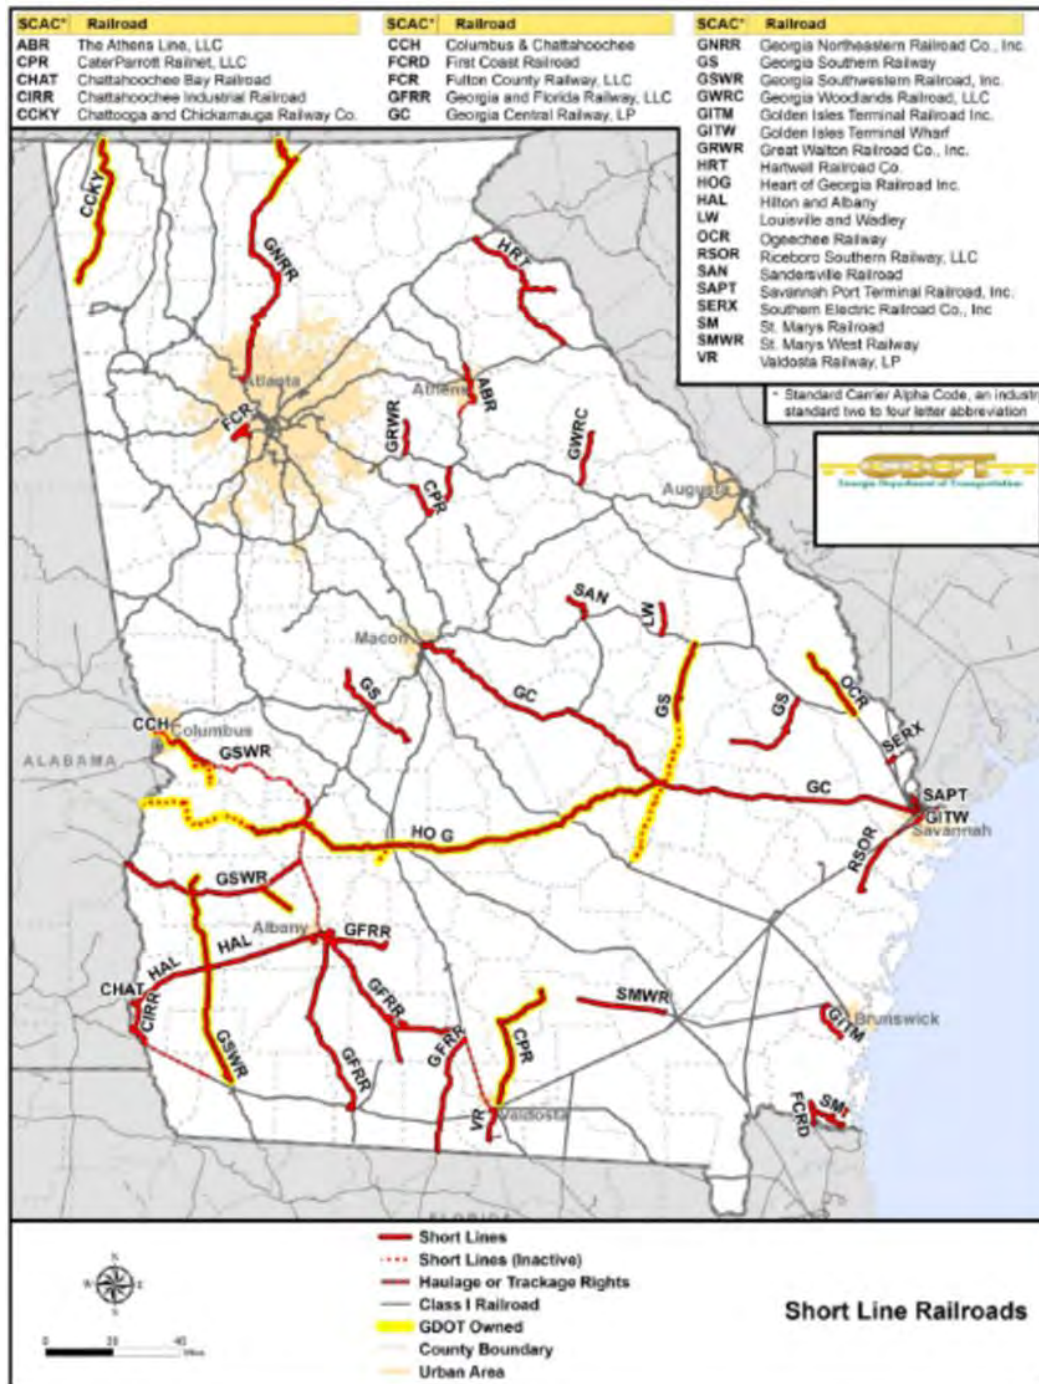 SCAC* Railroad
ABR The Athens Line, LLC
CPR CaterParrott Railnet, LLC
CHAT Chattahoochee Bay Railroad
CIRR Chattahoochee Industrial Railroad
CCKY Chattooga and Chickamauga Railway Co.
SCAC* Railroad
CCH Columbus & Chattahoochee
FCRD First Coast Railroad
FCR Fulton County Railway, LLC
GFRR Georgia and Florida Railway, LLC
GC Georgia Central Railway, LP
SCAC* Railroad
GNRR Georgia Northeastern Railroad Co., Inc.
GS Georgia Southern Railway
GSWR Georgia Southwestern Railroad, Inc.
GWRC Georgia Woodlands Railroad, LLC
GITM Golden Isles Terminal Railroad Inc.
GITW Golden Isles Terminal Wharf
GRWR Great Walton Railroad Co., Inc.
HRT Hartwell Railroad Co.
HOG Heart of Georgia Railroad Inc.
HAL Hilton and Albany
LW Louisville and Wadley
OCR Ogeechee Railway
RSOR Riceboro Southern Railway, LLC
SAN Sandersville Railroad
SAPT Savannah Port Terminal Railroad, Inc.
SERX Southern Electric Railroad Co., Inc
SM St. Marys Railroad
SMWR St. Marys West Railway
VR Valdosta Railway, LP
* Standard Carrier Alpha Code, an industry
standard two to four letter abbreviation
GDOT
Georgia Department of Transportation
CCKY
GNRR
HRT
Atlanta
Athens
ABR
FCR
GRWR
GWRC
CPR
Augusta
SAN
LW
Macon
GC
GS
GS
GS
OCR
CCH
Columbus
GSWR
SERX
ALABAMA
GC
SAPT
GITW
Savannah
HO G
RSOR
GSWR
Albany
GFRR
HAL
HAL
CHAT
CIRR
GFRR
SMWR
GITM
Brunswick
GSWR
GFRR
GFRR
CPR
VR
Valdosta
FCRD
SM
FLORIDA
N
W
E
S
0 20 40
Miles
Short Lines
Short Lines (Inactive)
Haulage or Trackage Rights
Class I Railroad
GDOT Owned
County Boundary
Urban Area
Short Line Railroads